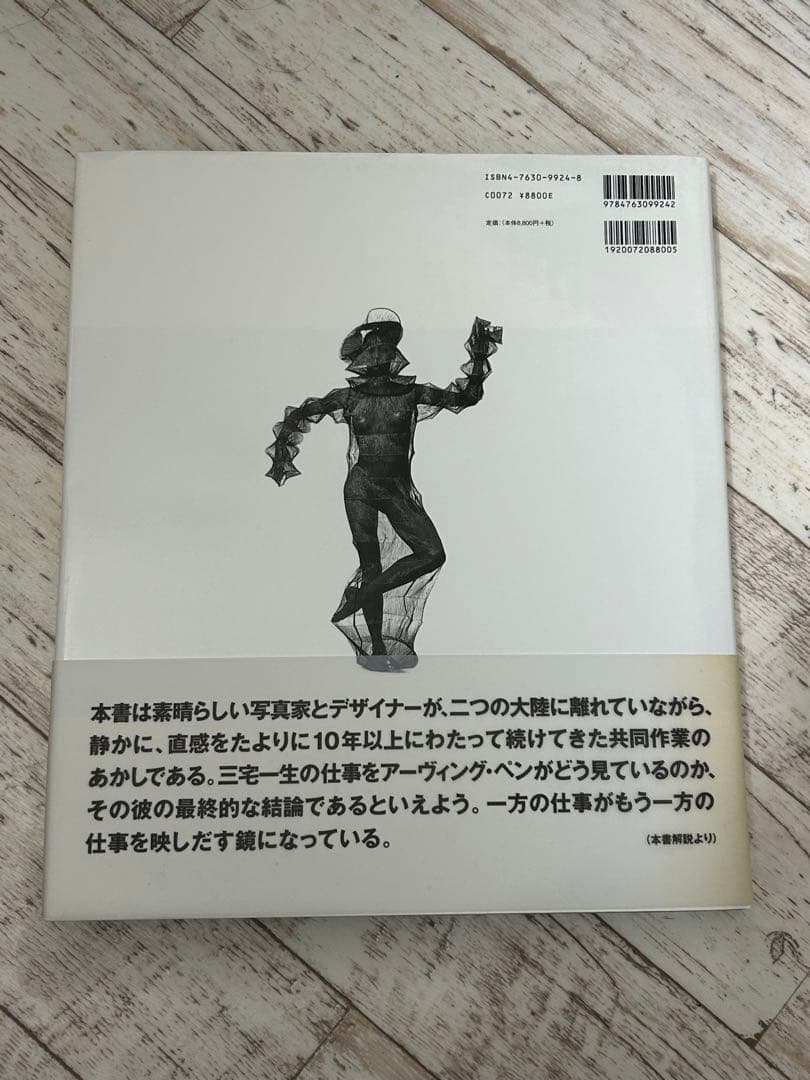 ISBN4-7630-9924-8
C0072 ¥8800E
9784763099242
定価：（本体8,800円＋税）
1920072088005
本書は素晴らしい写真家とデザイナーが、二つの大陸に離れていながら、
静かに、直感をたよりに10年以上にわたって続けてきた共同作業の
あかしである。三宅一生の仕事をアーヴィング・ペンがどう見ているのか、
その彼の最終的な結論であるといえよう。一方の仕事がもう一方の
仕事を映しだす鏡になっている。
（本書解説より）